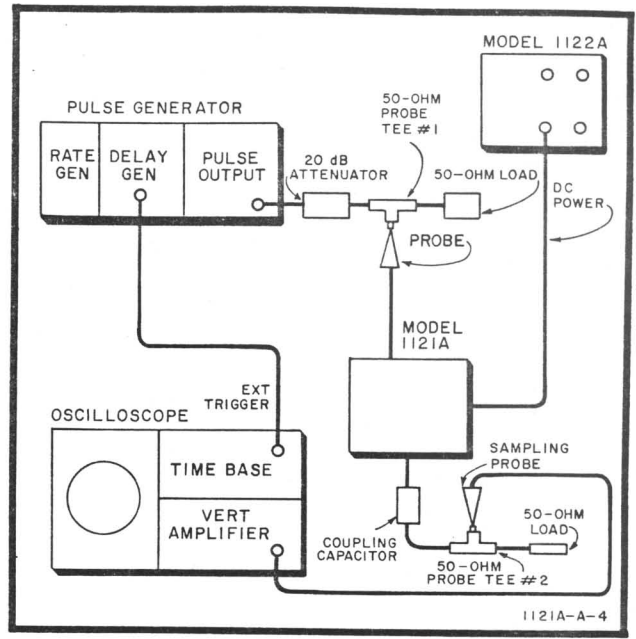 MODEL 1122A
PULSE GENERATOR
RATE
GEN
DELAY
GEN
PULSE
OUTPUT
20 dB
ATTENUATOR
50-OHM
PROBE
TEE #1
50-OHM LOAD
DC
POWER
PROBE
MODEL
1121A
EXT
TRIGGER
OSCILLOSCOPE
TIME BASE
VERT
AMPLIFIER
COUPLING
CAPACITOR
SAMPLING
PROBE
50-OHM
LOAD
50-OHM
PROBE TEE #2
1121A-A-4